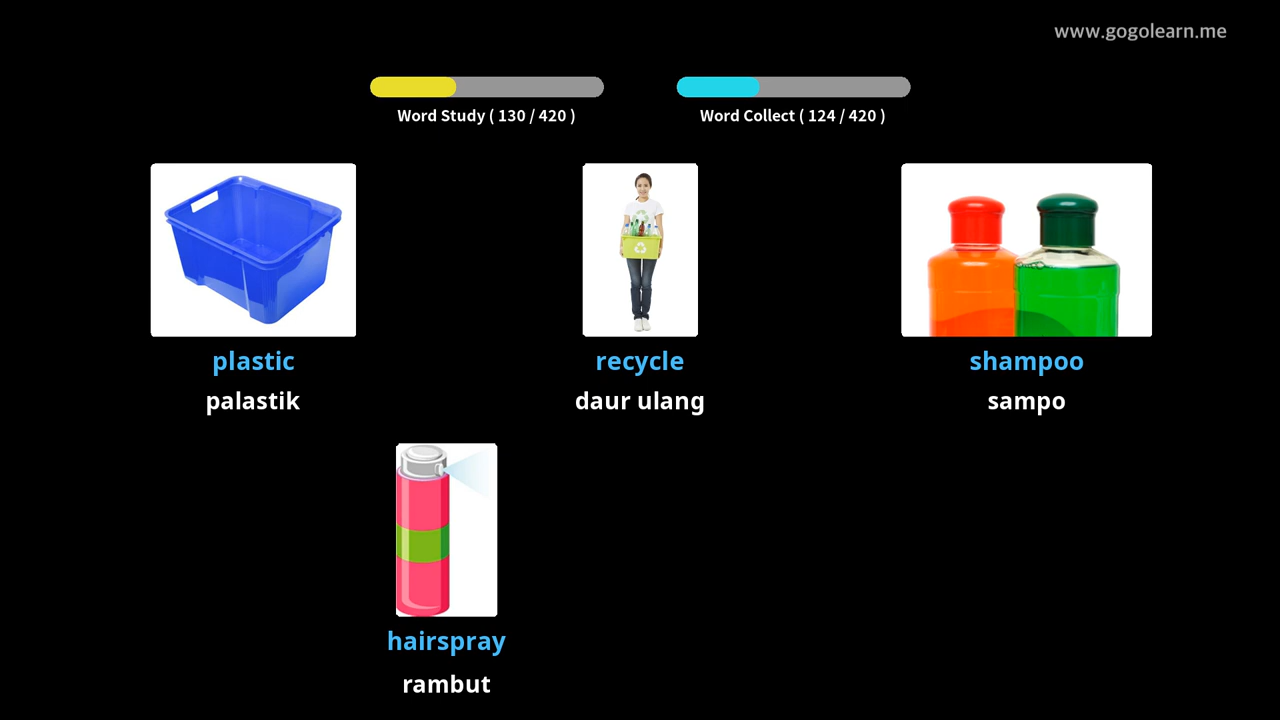 www.gogolearn.me
Word Study ( 130 / 420 )
Word Collect ( 124 / 420 )
plastic
palastik
recycle
daur ulang
shampoo
sampo
hairspray
rambut